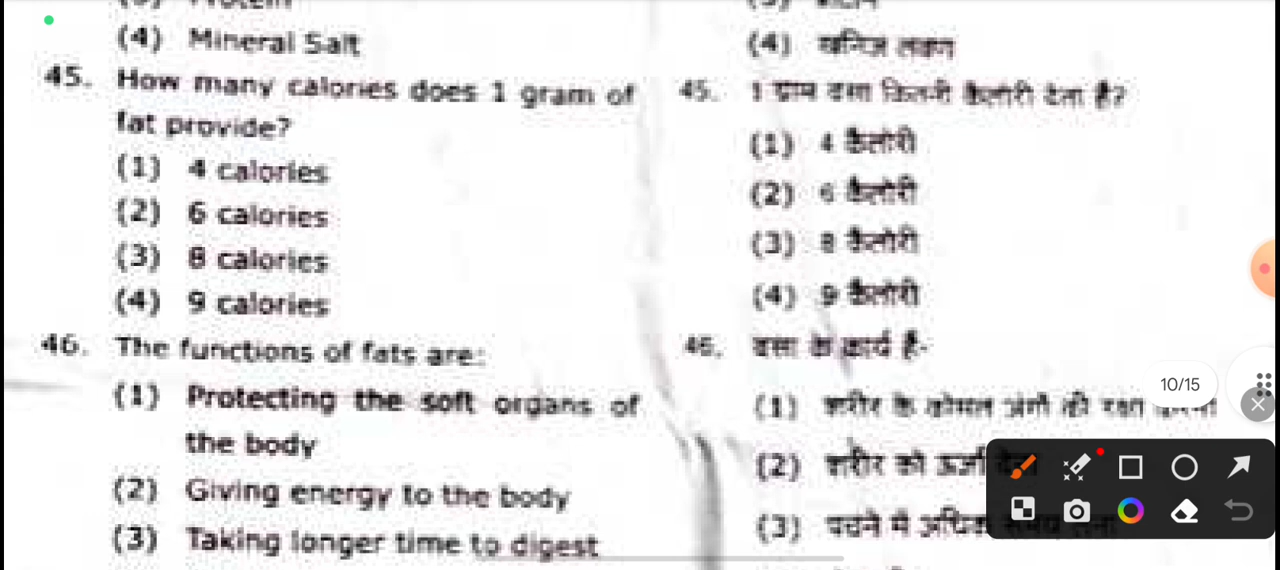 (4) Mineral Salt
45. How many calories does 1 gram of
fat provide?
(1) 4 calories
(2) 6 calories
(3) 8 calories
(4) 9 calories
46. The functions of fats are:
(1) Protecting the soft organs of
the body
(2) Giving energy to the body
(3) Taking longer time to digest
(4) खनिज लवण
45. 1 ग्राम वसा कितनी कैलोरी देता है?
(1) 4 कैलोरी
(2) 6 कैलोरी
(3) 8 कैलोरी
(4) 9 कैलोरी
46. वसा के कार्य हैं-
(1) शरीर के कोमल अंगों की रक्षा करना
(2) शरीर को ऊर्जा देना
(3) पचने में अधिक समय लेना
10/15